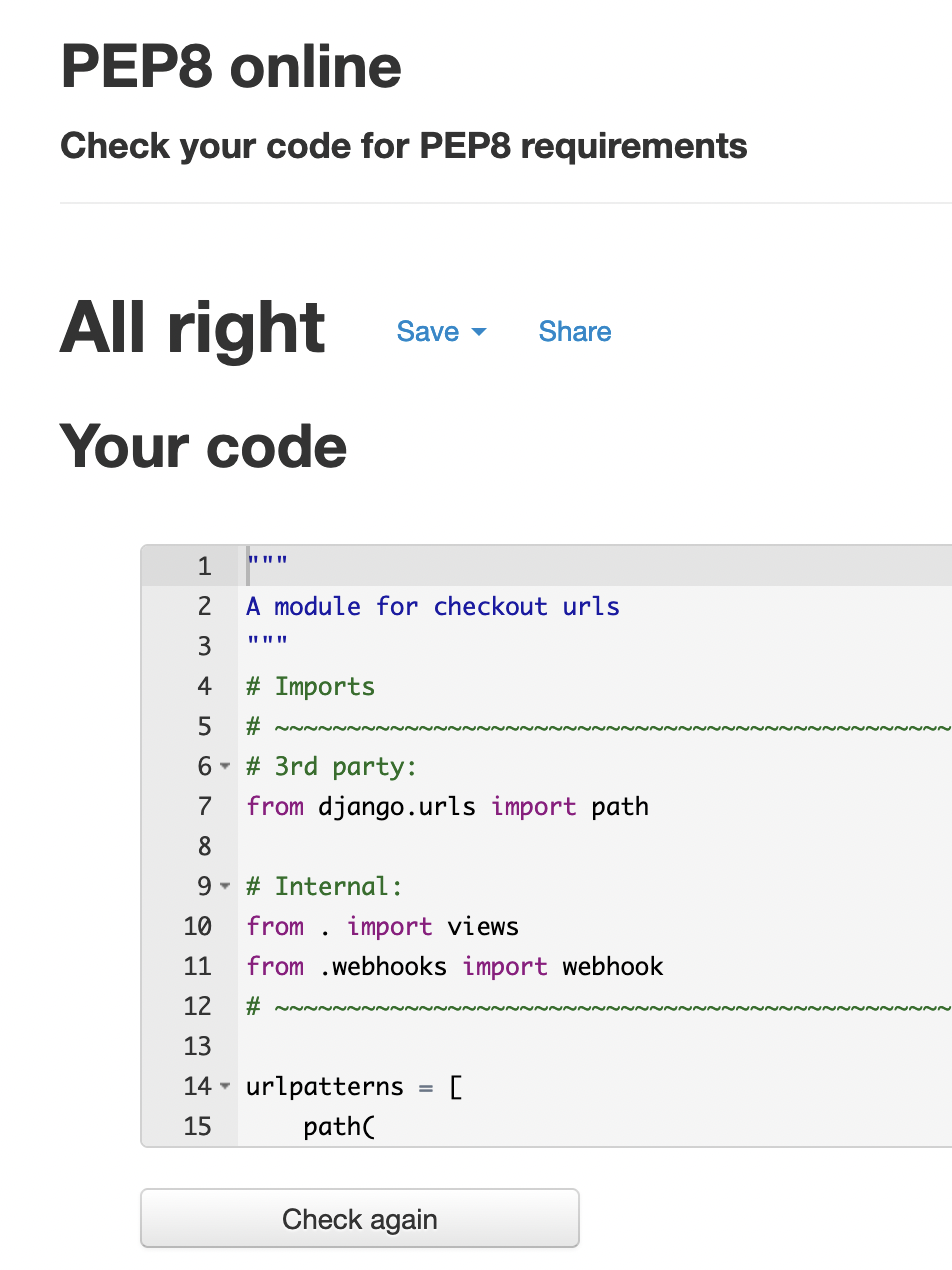 PEP8 online
Check your code for PEP8 requirements
All right Save Share
Your code
1 """
2 A module for checkout urls
3 """
4 # Imports
5 # ~~~~~~~~~~~~~~~~~~~~~~~~~~~~~~~~~~~~~~~~~~~~~~~
6 # 3rd party:
7 from django.urls import path
8
9 # Internal:
10 from . import views
11 from .webhooks import webhook
12 # ~~~~~~~~~~~~~~~~~~~~~~~~~~~~~~~~~~~~~~~~~~~~~~~
13
14 urlpatterns = [
15     path(
Check again